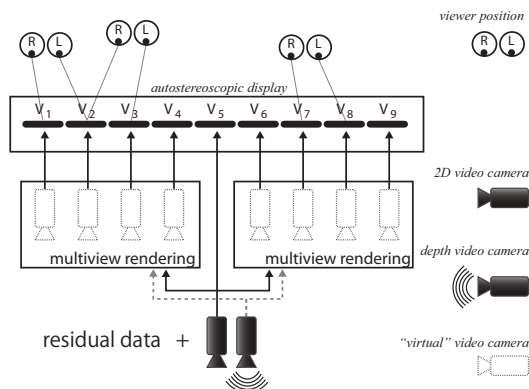 R L R L R L
viewer position
R L
autostereoscopic display
V1 V2 V3 V4 V5 V6 V7 V8 V9
2D video camera
multiview rendering multiview rendering
depth video camera
residual data +
"virtual" video camera